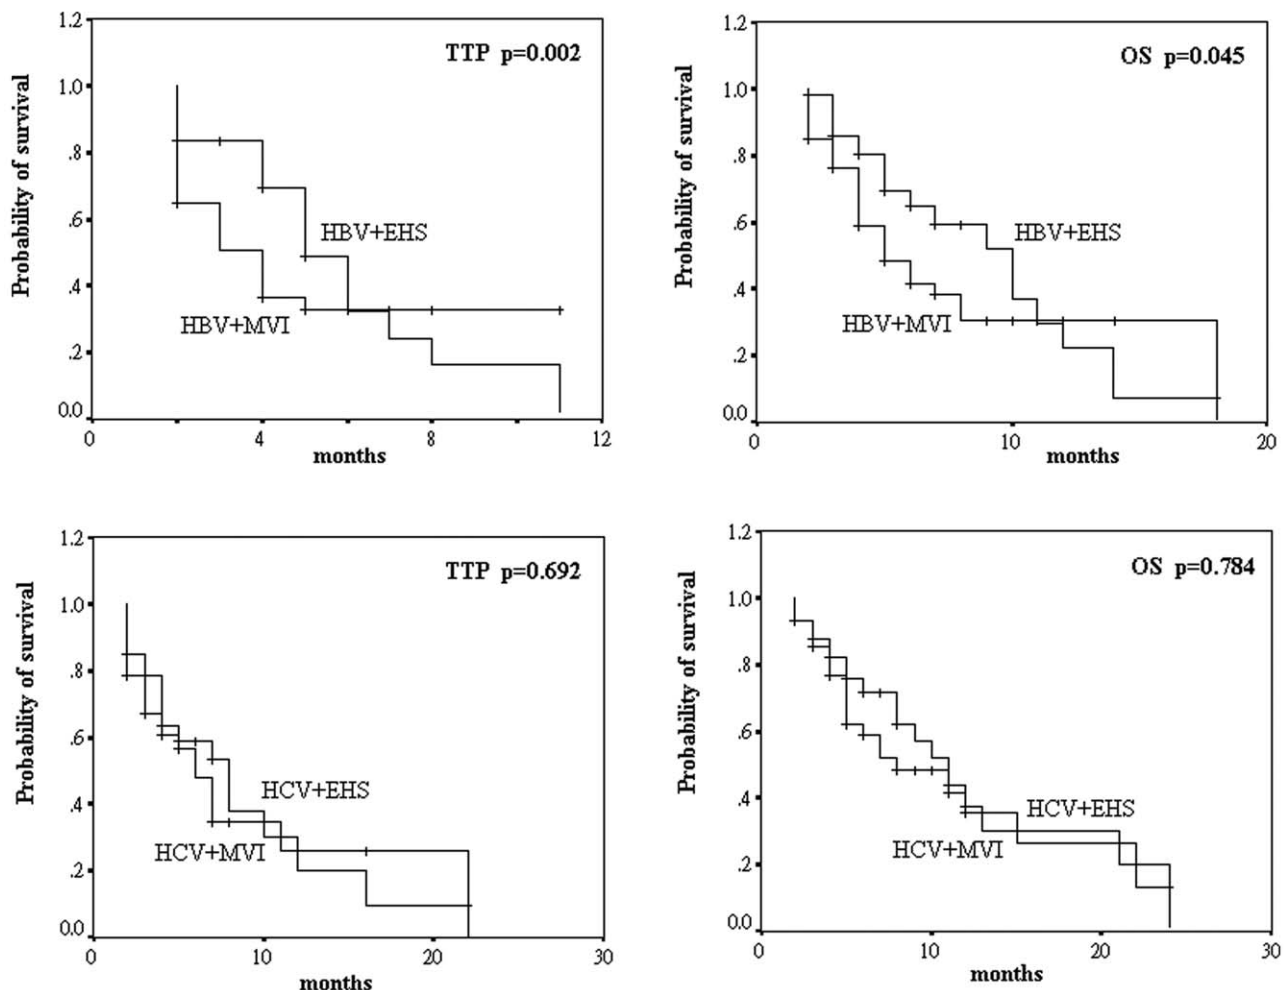 1.2
1.0
.8
.6
.4
.2
0.0
Probability of survival
TTP p=0.002
HBV+EHS
HBV+MVI
0 4 8 12
months
1.2
1.0
.8
.6
.4
.2
0.0
Probability of survival
OS p=0.045
HBV+EHS
HBV+MVI
0 10 20
months
1.2
1.0
.8
.6
.4
.2
0.0
Probability of survival
TTP p=0.692
HCV+EHS
HCV+MVI
0 10 20 30
months
1.2
1.0
.8
.6
.4
.2
0.0
Probability of survival
OS p=0.784
HCV+EHS
HCV+MVI
0 10 20 30
months